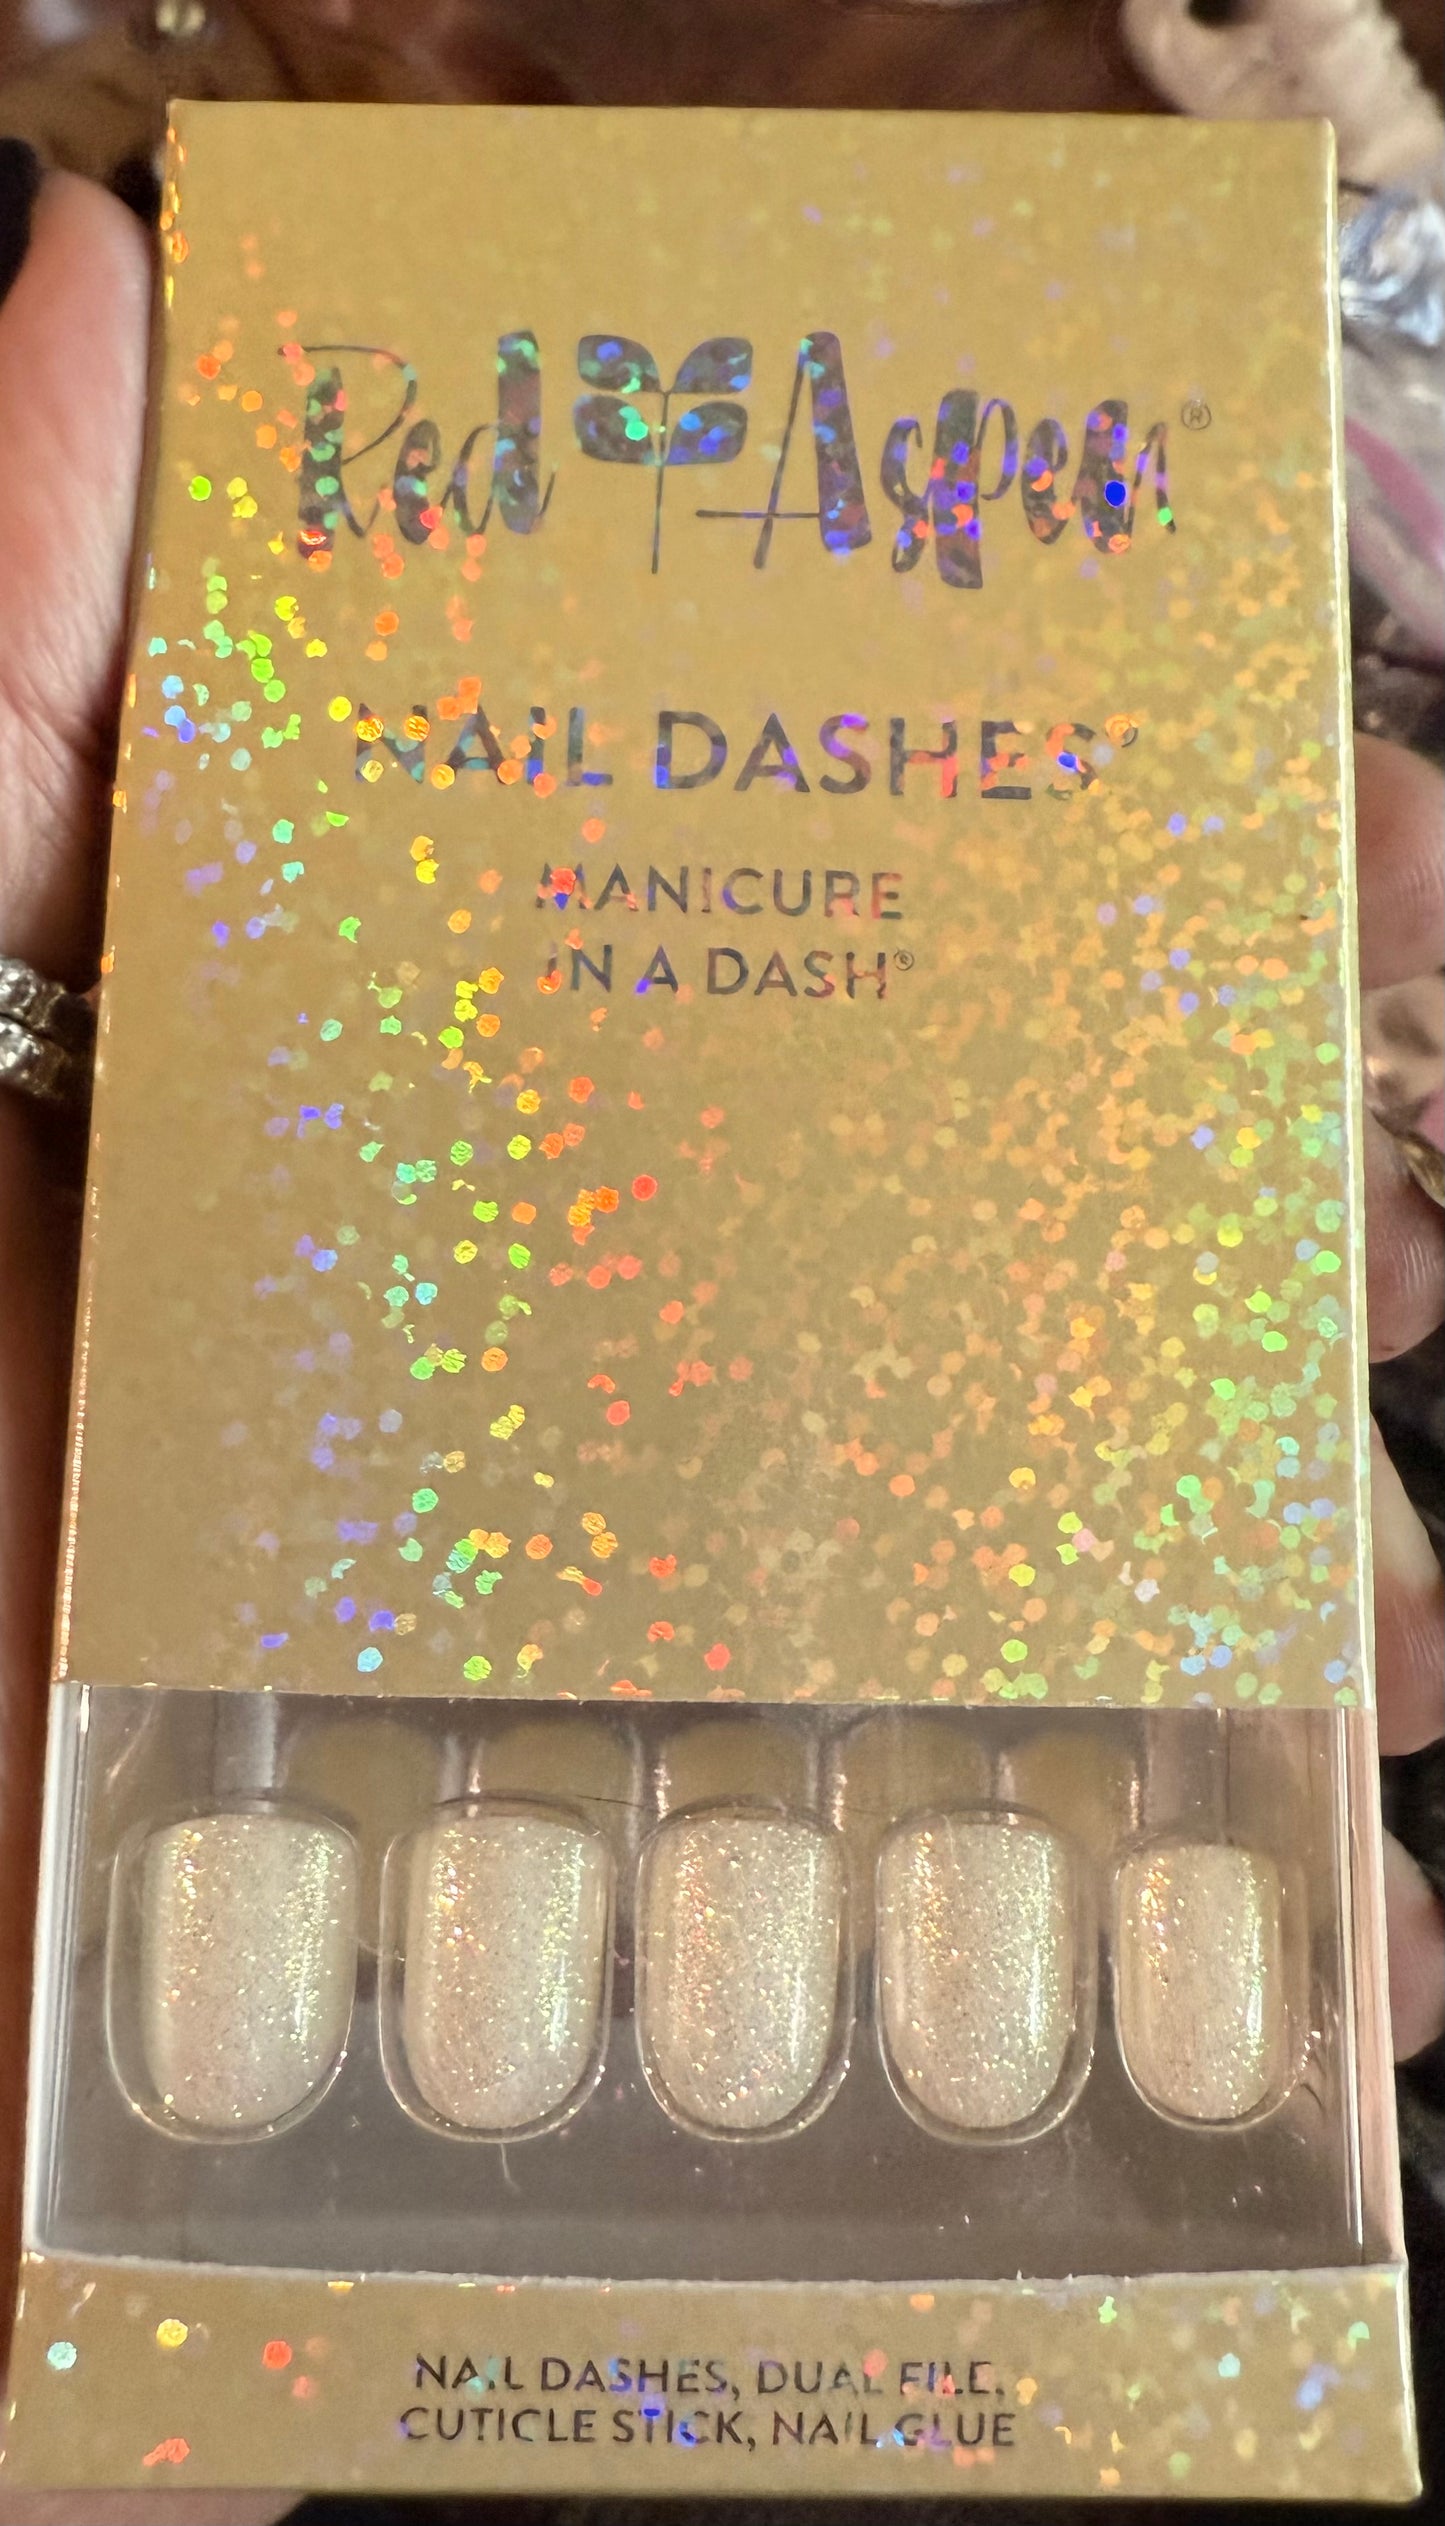 Red Aspen®
NAIL DASHES®
MANICURE
IN A DASH®
NAIL DASHES, DUAL FILE,
CUTICLE STICK, NAIL GLUE